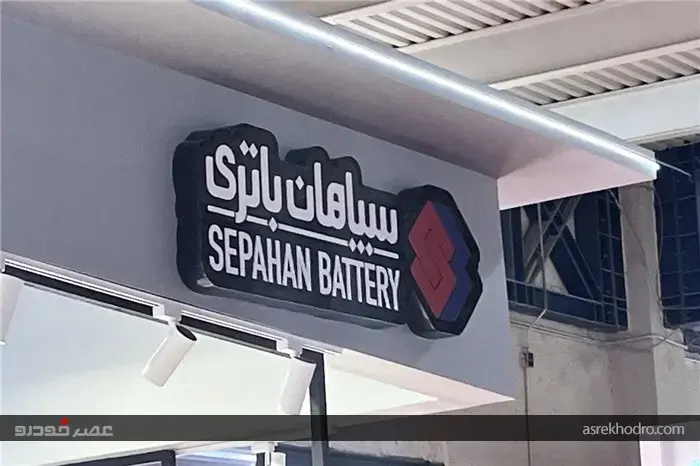 سپاهان باتری
SEPAHAN BATTERY
عصر خودرو
asrekhodro.com